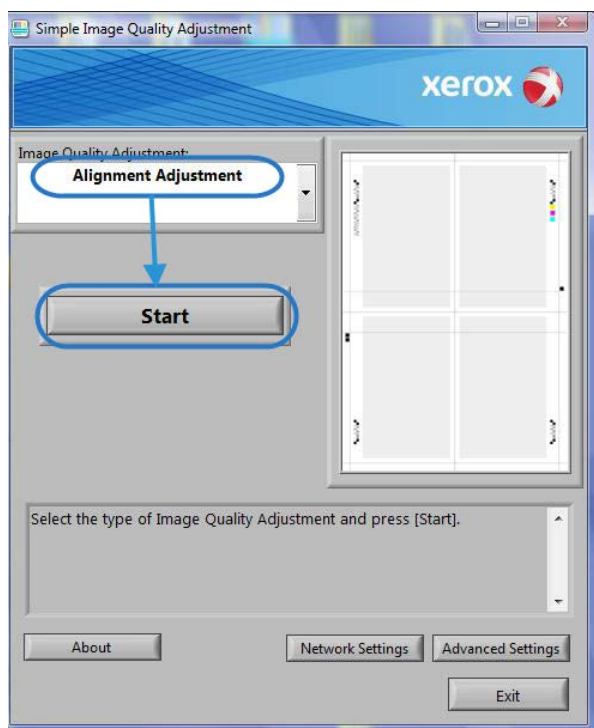 Simple Image Quality Adjustment
xerox
Image Quality Adjustment:
Alignment Adjustment
Start
Select the type of Image Quality Adjustment and press [Start].
About
Network Settings
Advanced Settings
Exit